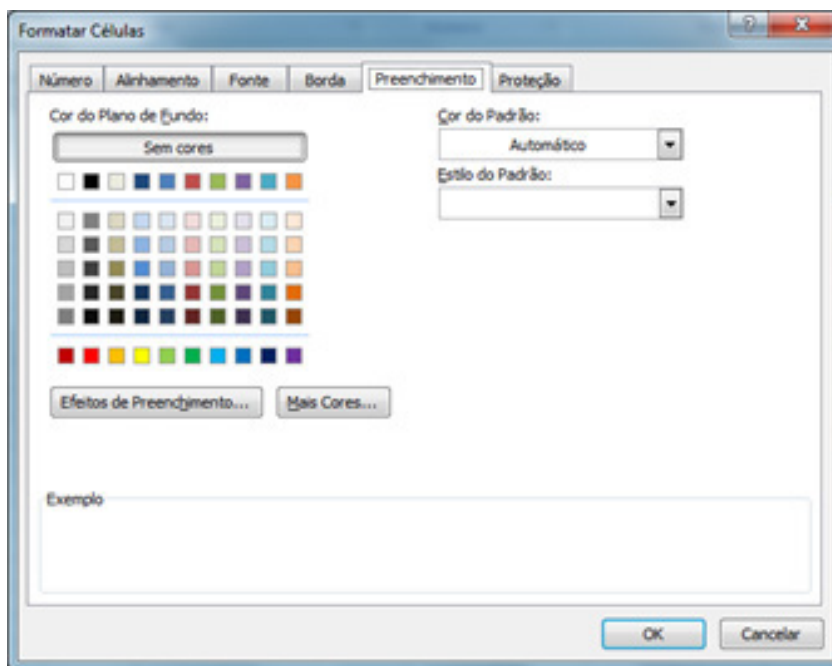 Formatar Células
Número Alinhamento Fonte Borda Preenchimento Proteção
Cor do Plano de Fundo:
Sem cores
Cor do Padrão:
Automático
Estilo do Padrão:
Efeitos de Preenchimento... Mais Cores...
Exemplo
OK Cancelar